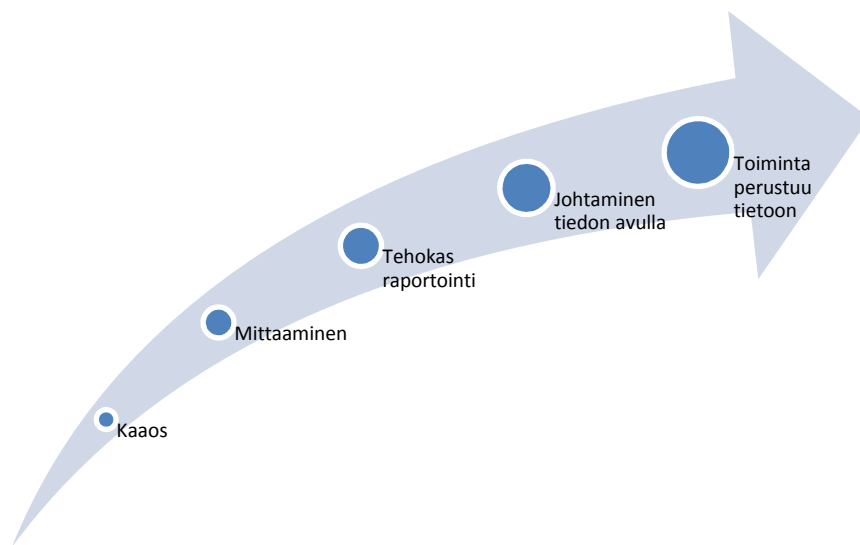 Kaaos
Mittaaminen
Tehokas
raportointi
Johtaminen
tiedon avulla
Toiminta
perustuu
tietoon